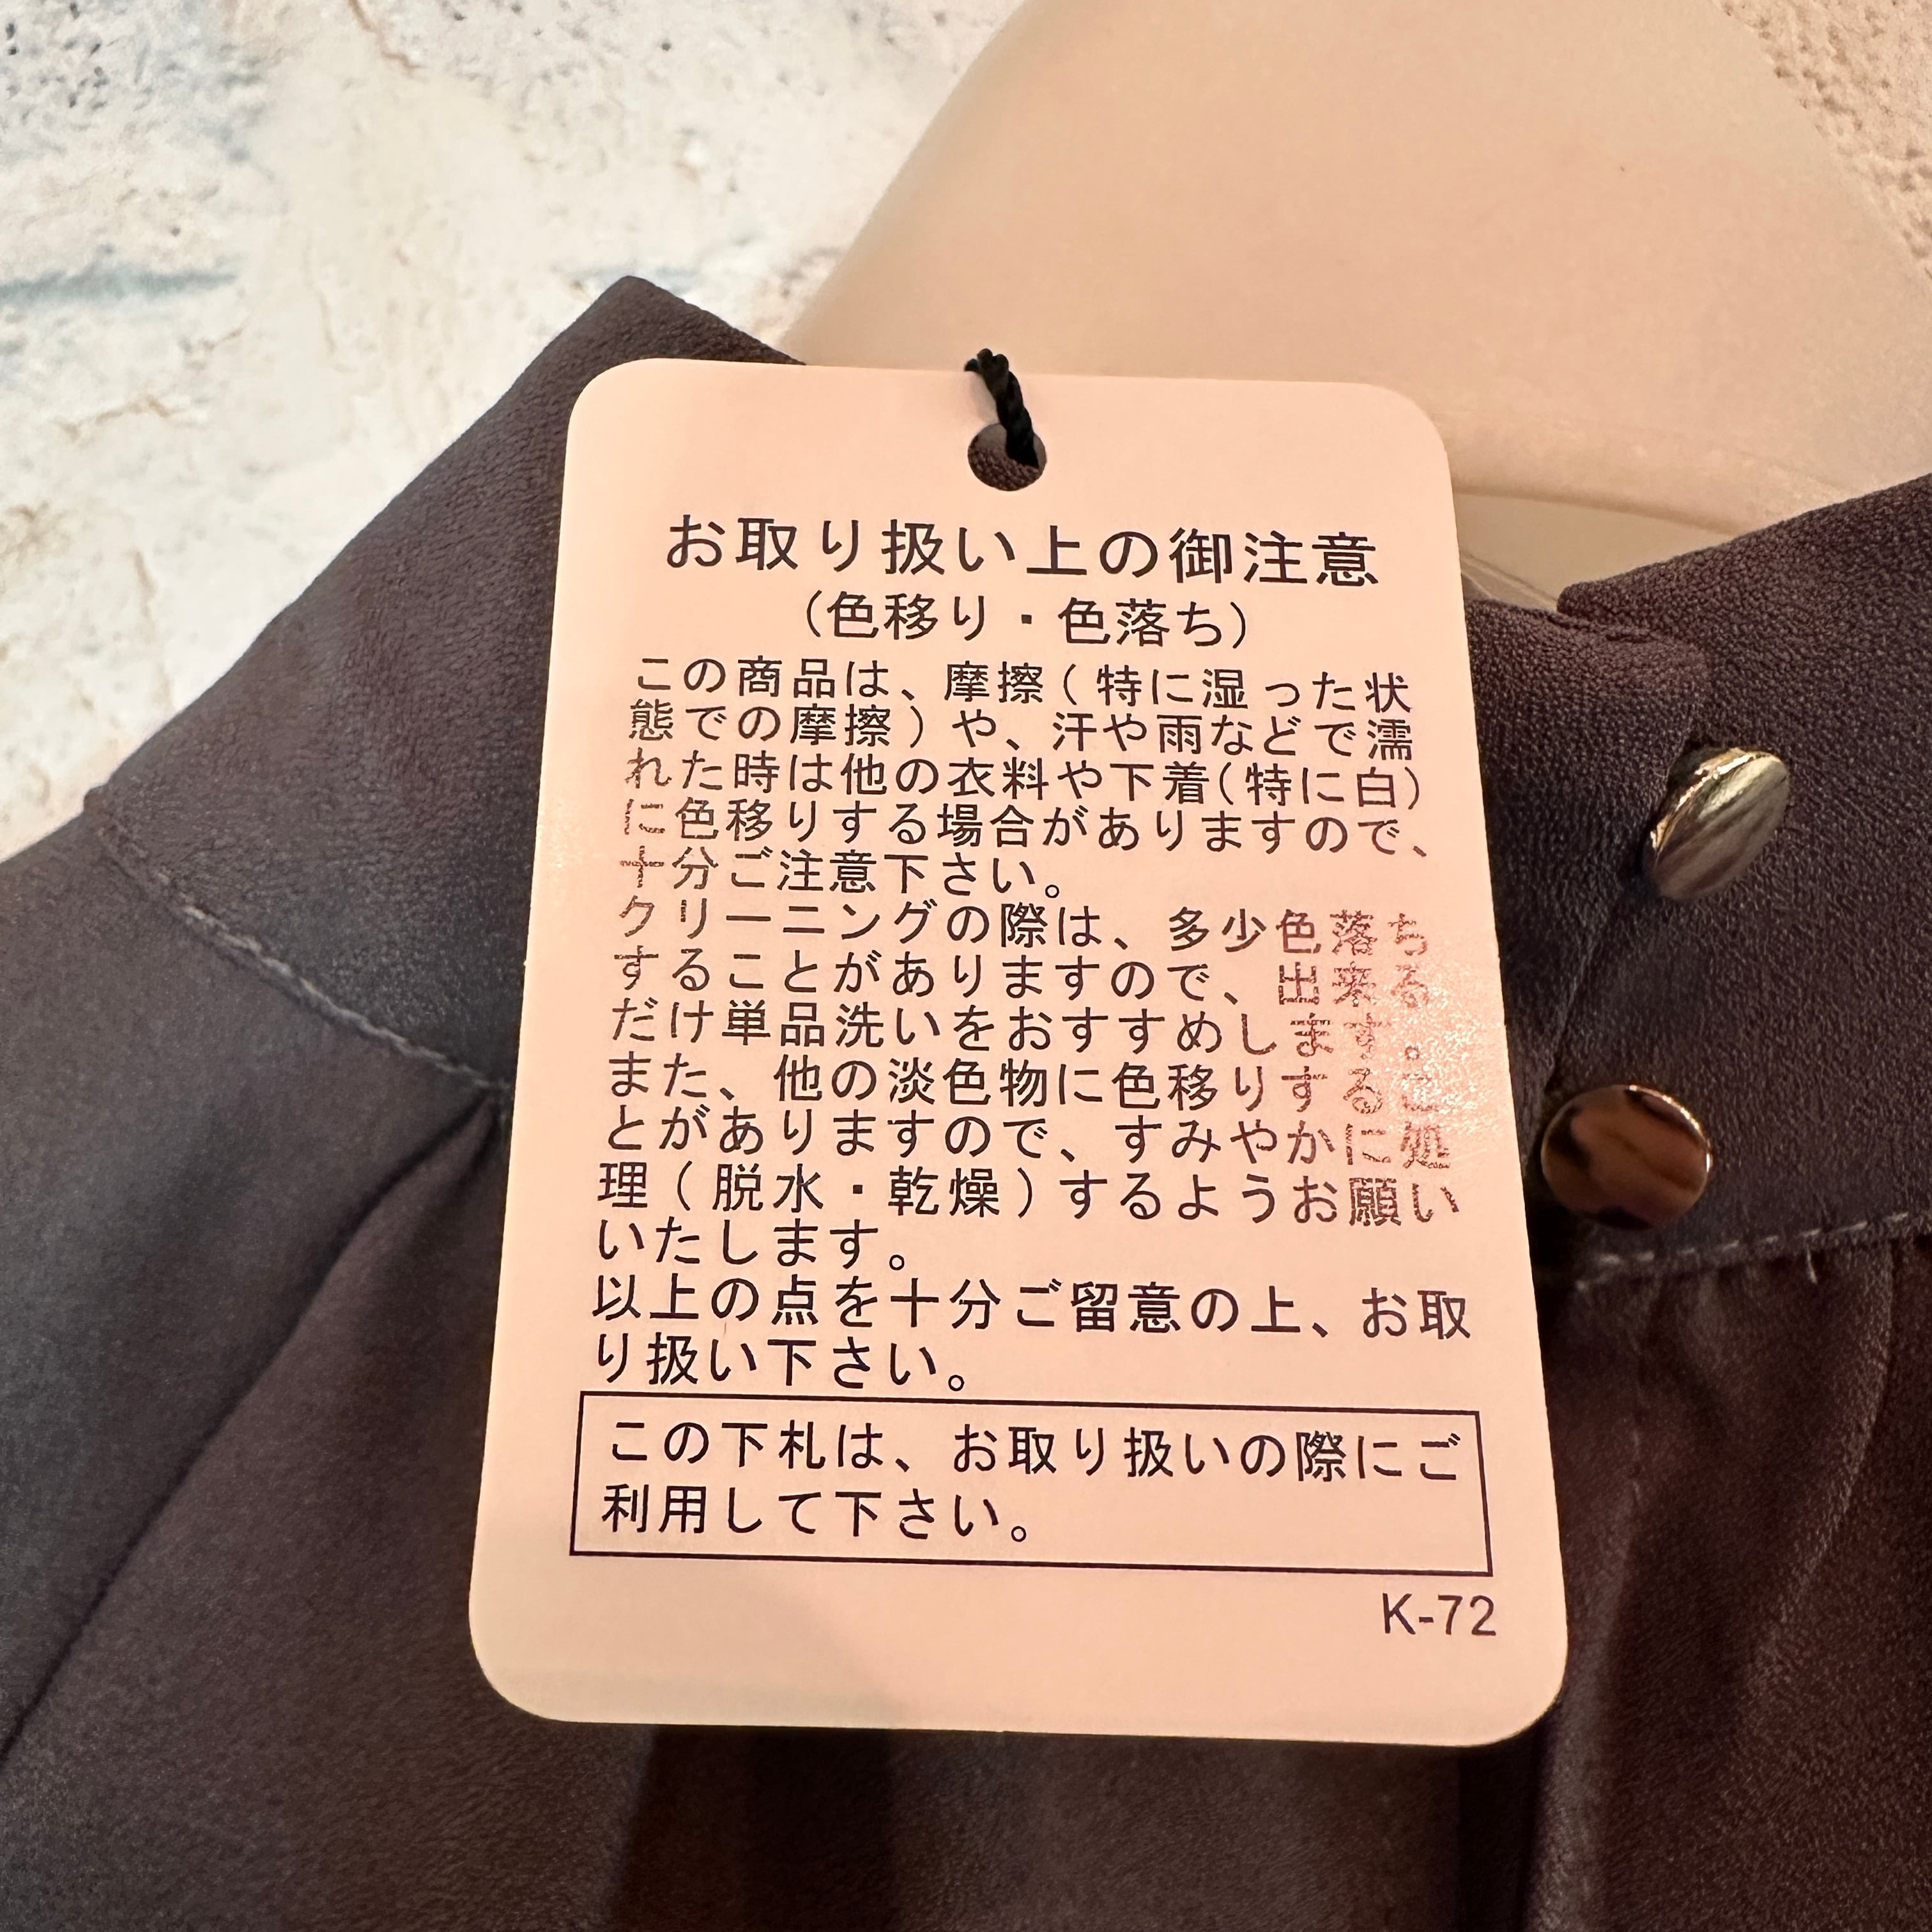 お取り扱い上の御注意
(色移り・色落ち)
この商品は、摩擦(特に湿った状
態での摩擦)や、汗や雨などで濡
れた時は他の衣料や下着(特に白)
に色移りする場合がありますので、
十分ご注意下さい。
クリーニングの際は、多少色落ち
することがありますので、出来る
だけ単品洗いをおすすめします。
また、他の淡色物に色移りするこ
とがありますので、すみやかに処
理(脱水・乾燥)するようお願い
いたします。
以上の点を十分ご留意の上、お取
り扱い下さい。
この下札は、お取り扱いの際にご
利用して下さい。
K-72